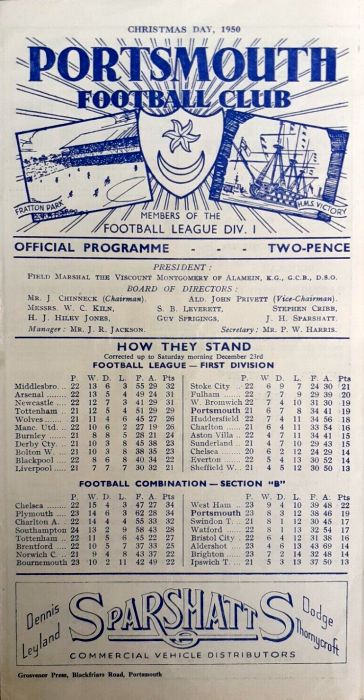 CHRISTMAS DAY, 1950
PORTSMOUTH
FOOTBALL CLUB
FRATTON PARK
H.M.S. VICTORY
MEMBERS OF THE
FOOTBALL LEAGUE DIV. 1
OFFICIAL PROGRAMME - - - TWO-PENCE
PRESIDENT :
FIELD MARSHAL THE VISCOUNT MONTGOMERY OF ALAMEIN, K.G., G.C.B., D.S.O.
BOARD OF DIRECTORS :
MR. J. CHINNECK (Chairman). ALD. JOHN PRIVETT (Vice-Chairman).
MESSRS. W. C. KILN, S. B. LEVERETT, STEPHEN CRIBB,
H. J. HILEY JONES, GUY SPRIGINGS, J. H. SPARSHATT.
Manager : MR. J. R. JACKSON. Secretary : MR. P. W. HARRIS.
HOW THEY STAND
Corrected up to Saturday morning December 23rd
FOOTBALL LEAGUE - FIRST DIVISION
P. W. D. L. F. A. Pts P. W. D. L. F. A. Pts
Middlesbro. .. 22 13 6 3 55 29 32 Stoke City .. 22 6 9 7 24 30 21
Arsenal .. 22 13 5 4 49 24 31 Fulham .. 22 7 9 29 39 20
Newcastle .. 22 12 7 3 41 29 31 W. Bromwich 22 7 10 31 30 19
Tottenham .. 21 12 5 4 51 29 29 Portsmouth .. 21 6 7 8 34 41 19
Wolves .. 21 11 4 6 45 27 26 Huddersfield 22 7 4 11 34 56 18
Manc. Utd. .. 22 10 6 27 19 26 Charlton .. 21 6 4 11 33 54 16
Burnley .. 21 8 8 5 28 21 24 Aston Villa .. 22 4 7 11 34 41 15
Derby Cty. .. 21 10 3 8 45 38 23 Sunderland .. 21 4 7 10 29 43 15
Bolton W. .. 21 10 3 8 38 35 23 Chelsea .. 20 6 2 12 24 29 14
Blackpool .. 22 8 6 8 40 34 22 Everton .. 22 5 4 13 30 52 14
Liverpool .. 21 7 7 7 30 32 21 Sheffield W. .. 21 4 5 12 30 50 13
FOOTBALL COMBINATION—SECTION "B"
P. W. D. L. F. A. Pts P. W. D. L. F. A. Pts
Chelsea .. 22 15 4 3 47 27 34 West Ham .. 23 9 4 10 39 48 22
Plymouth .. 23 14 6 3 62 28 34 Portsmouth .. 23 8 3 12 38 46 19
Charlton A. .. 22 14 4 4 55 33 32 Swindon T. .. 21 8 1 12 30 45 17
Southampton 24 13 2 9 58 43 28 Watford .. 22 8 1 13 32 54 17
Tottenham .. 22 11 5 6 45 22 27 Bristol City .. 22 6 4 12 31 38 16
Brentford .. 22 10 5 7 37 33 25 Aldershot .. 23 4 6 13 43 69 14
Norwich C. .. 21 9 4 8 43 37 22 Brighton .. 23 7 2 14 32 48 14
Bournemouth 23 10 2 11 42 49 22 Ipswich T. .. 21 5 3 13 37 50 13
Dennis
Leyland
SPARSHATTS
Dodge
Thornycroft
COMMERCIAL VEHICLE DISTRIBUTORS
Grosvenor Press, Blackfriars Road, Portsmouth